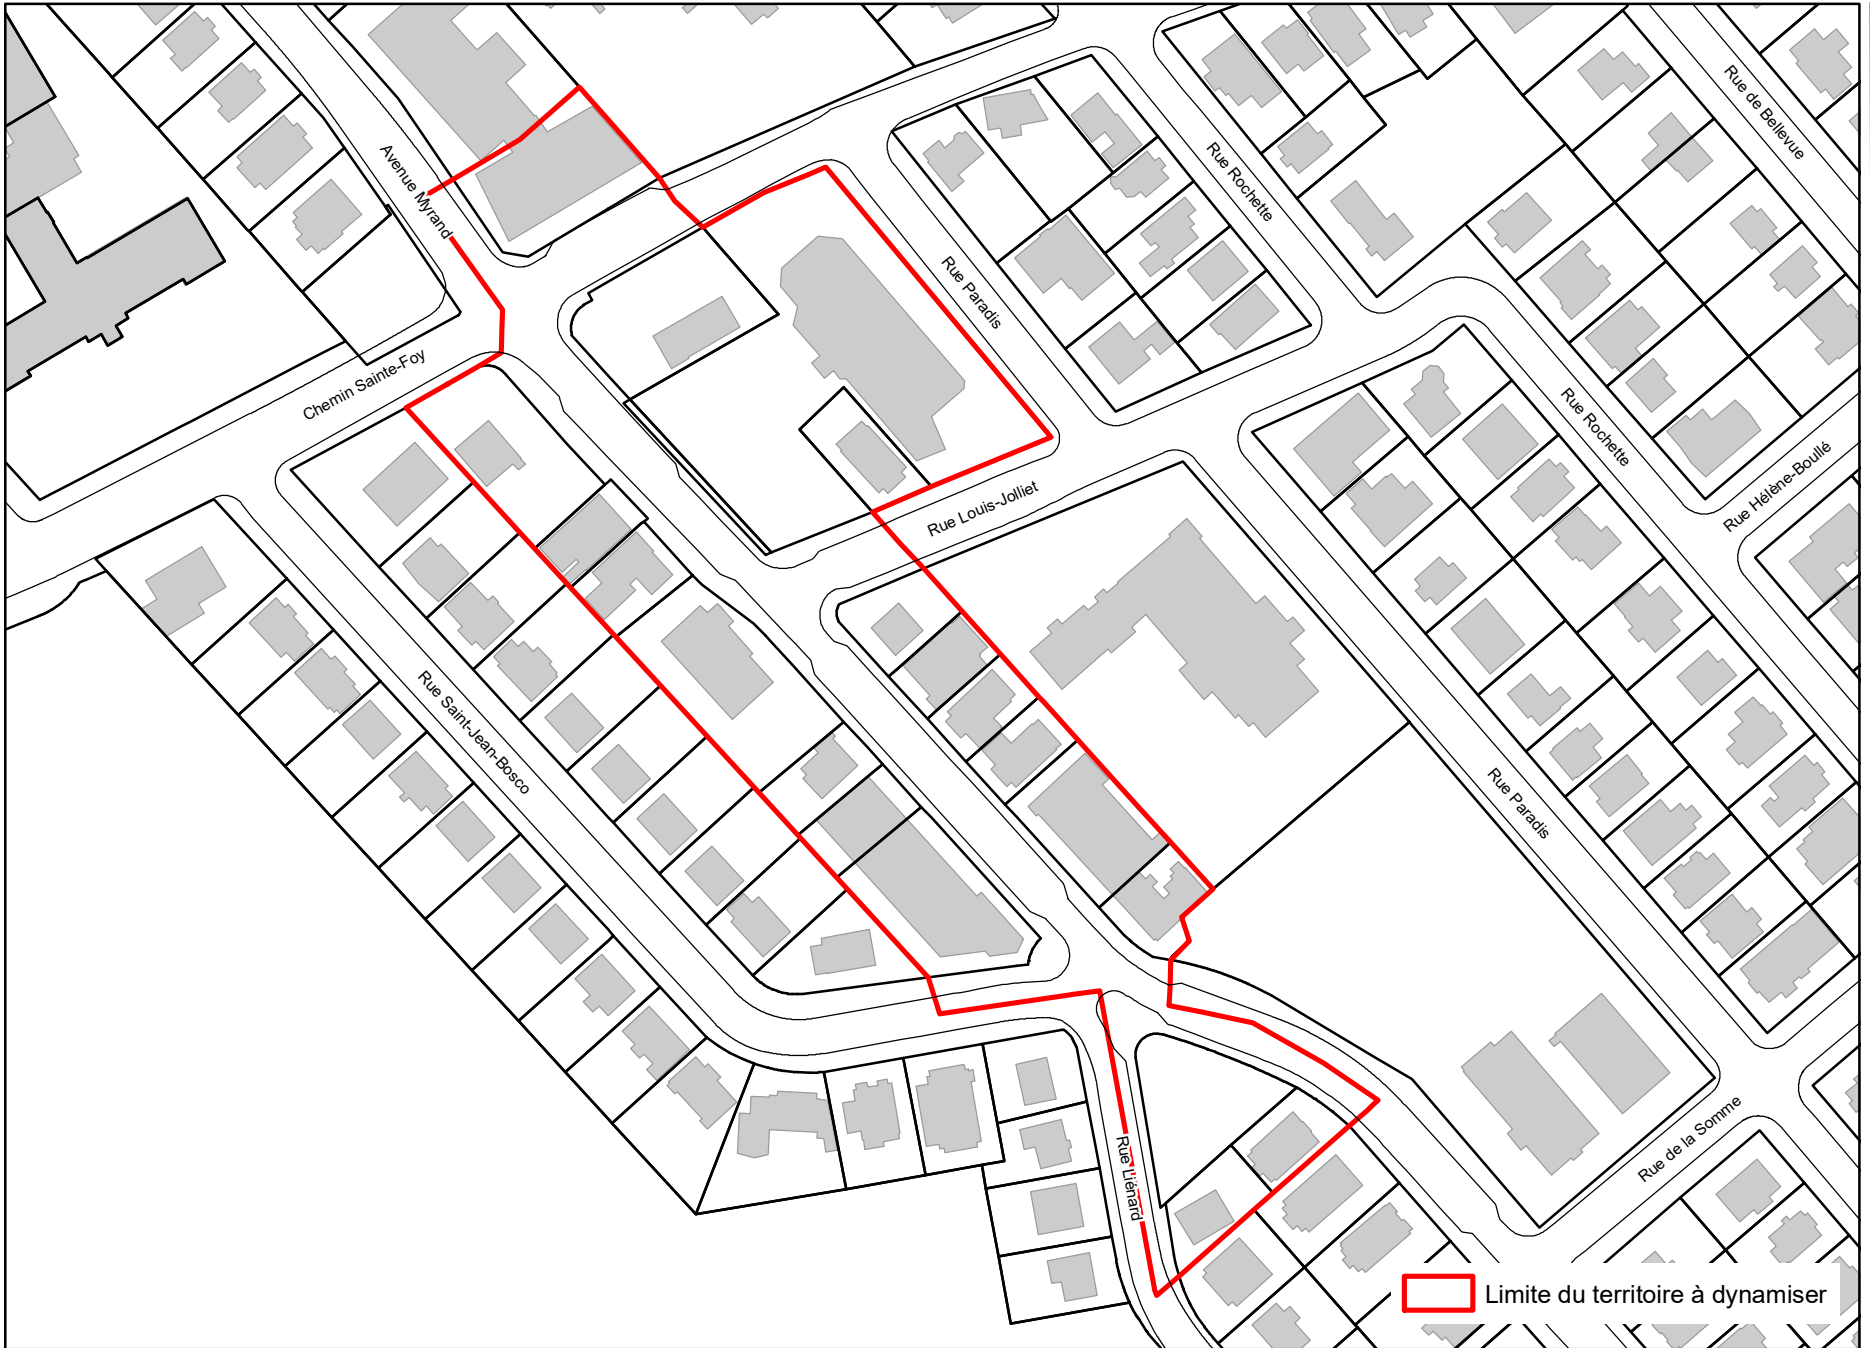 Rue de Bellevue
Avenue Myrand
Rue Rochette
Rue Paradis
Chemin Sainte-Foy
Rue Rochette
Rue Hélène-Boullé
Rue Louis-Jolliet
Rue Saint-Jean-Bosco
Rue Paradis
Rue de la Somme
Rue Liénard
Limite du territoire à dynamiser